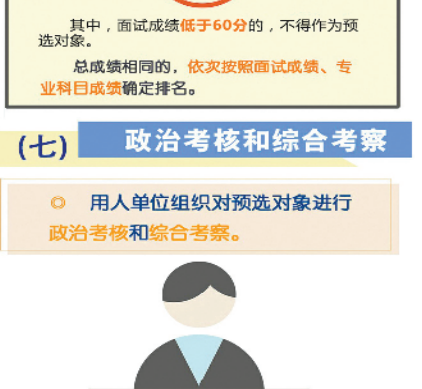 其中，面试成绩低于60分的，不得作为预
选对象。
总成绩相同的，依次按照面试成绩、专
业科目成绩确定排名。
(七) 政治考核和综合考察
◎ 用人单位组织对预选对象进行
政治考核和综合考察。